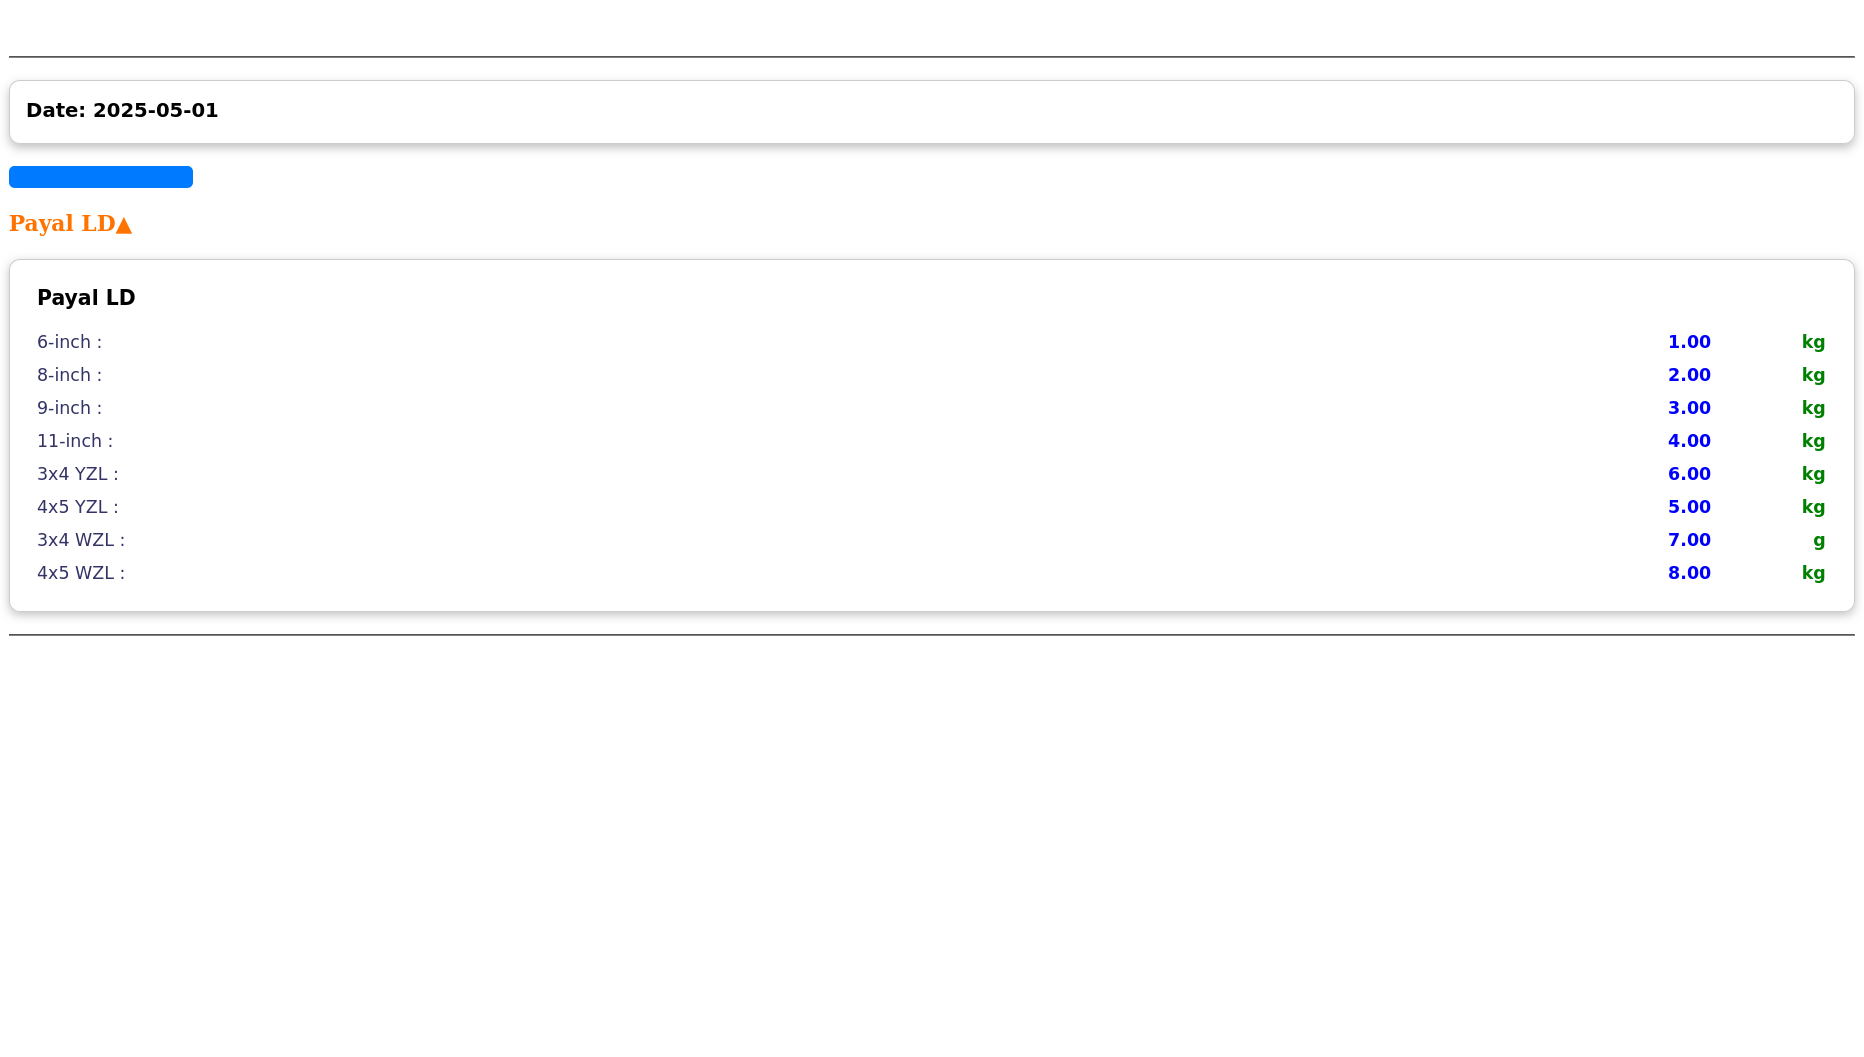 Date: 2025-05-01
Payal LD▲
Payal LD
6-inch : 1.00 kg
8-inch : 2.00 kg
9-inch : 3.00 kg
11-inch : 4.00 kg
3x4 YZL : 6.00 kg
4x5 YZL : 5.00 kg
3x4 WZL : 7.00 g
4x5 WZL : 8.00 kg